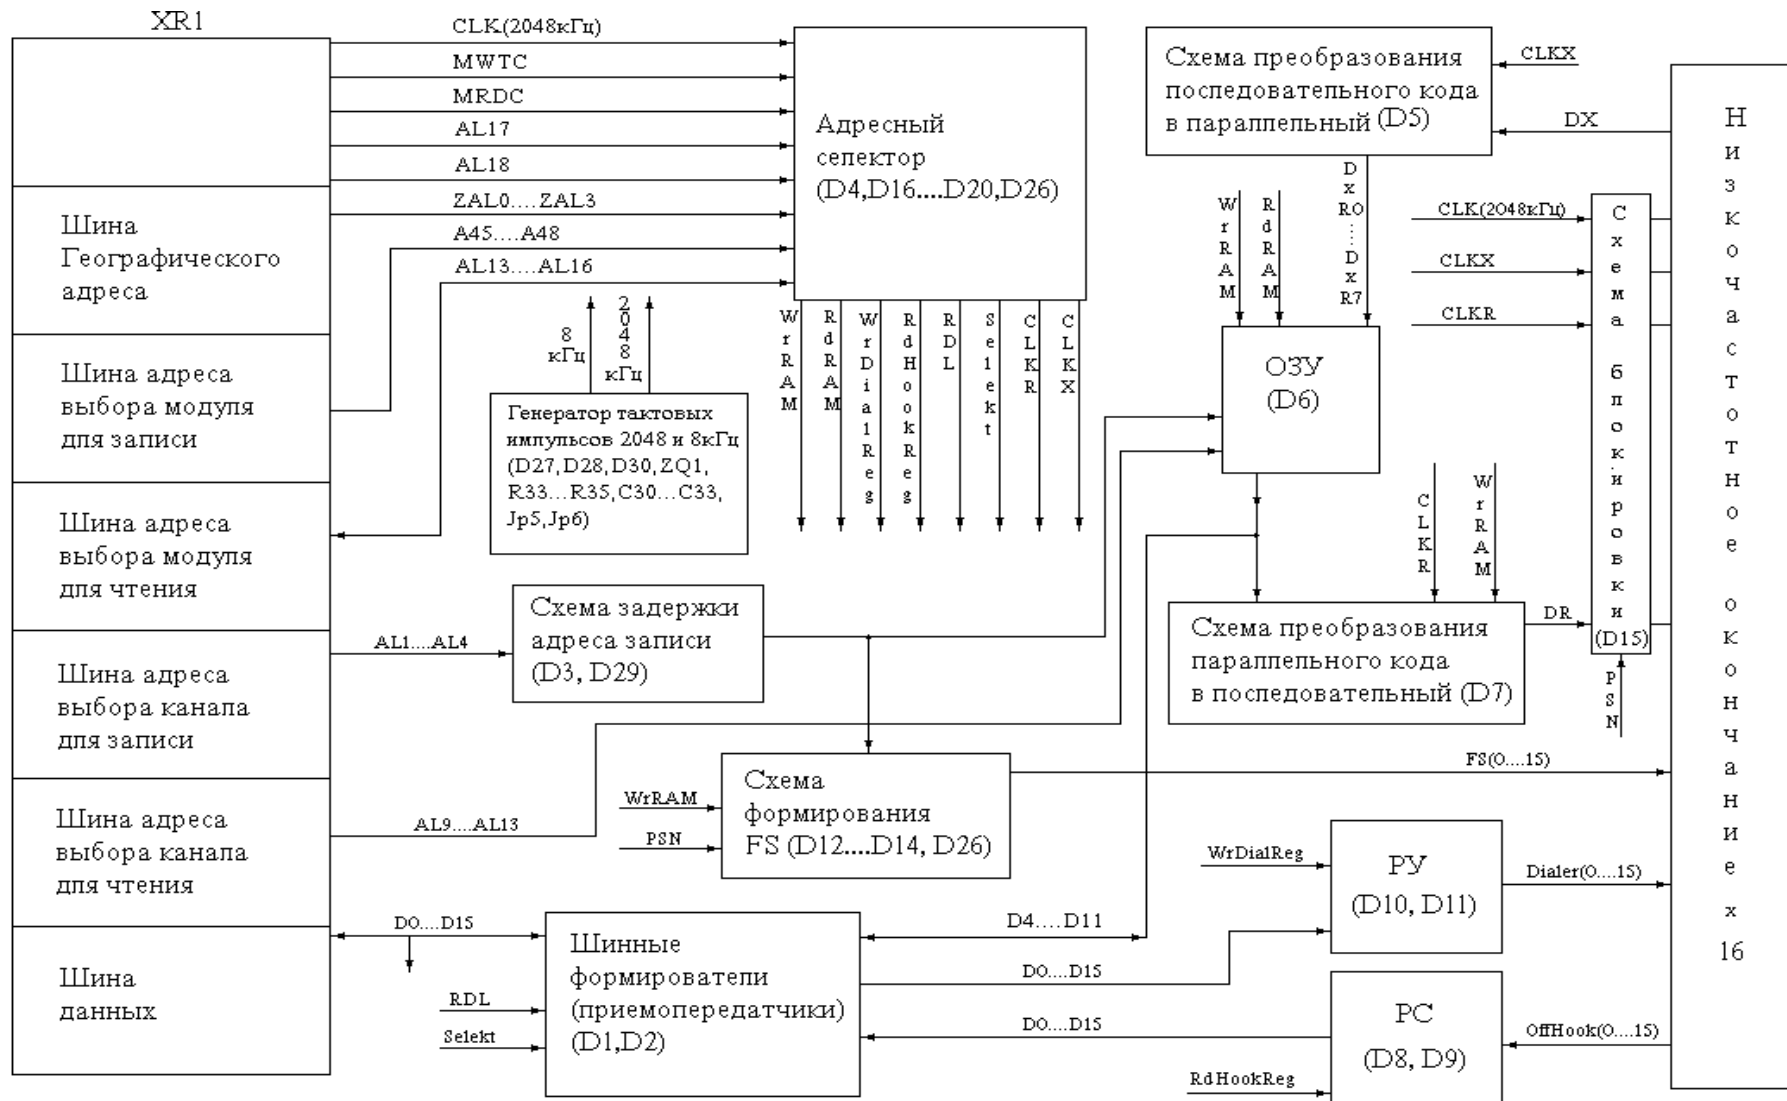 XR1
CLK(2048кГц)
MWTC
MRDC
AL17
AL18
ZAL0....ZAL3
A45....A48
AL13....AL16
Шина
Географического
адреса
Шина адреса
выбора модуля
для записи
Шина адреса
выбора модуля
для чтения
Шина адреса
выбора канала
для записи
Шина адреса
выбора канала
для чтения
Шина
данных
Адресный
селектор
(D4,D16....D20,D26)
WrRAM
RdRAM
WrDialReg
RdHookReg
RDL
Selekt
CLKR
CLKX
8
кГц
2048
кГц
Генератор тактовых
импульсов 2048 и 8кГц
(D27,D28,D30,ZQ1,
R33...R35,C30...C33,
Jp5,Jp6)
AL1....AL4
Схема задержки
адреса записи
(D3, D29)
AL9....AL13
WrRAM
PSN
Схема
формирования
FS (D12....D14, D26)
FS(0....15)
D0....D15
RDL
Selekt
Шинные
формирователи
(приемопередатчики)
(D1,D2)
D4....D11
D0....D15
D0....D15
Схема преобразования
последовательного кода
в параллельный (D5)
CLKX
DX
WrRAM
RdRAM
DxR0....DxR7
ОЗУ
(D6)
CLKR
WrRAM
Схема преобразования
параллельного кода
в последовательный (D7)
DR
CLK(2048кГц)
CLKX
CLKR
Схема блокировки
(D15)
PSN
WrDialReg
РУ
(D10, D11)
Dialer(0....15)
РС
(D8, D9)
RdHookReg
OffHook(0....15)
Низкочастотное окончание x
16